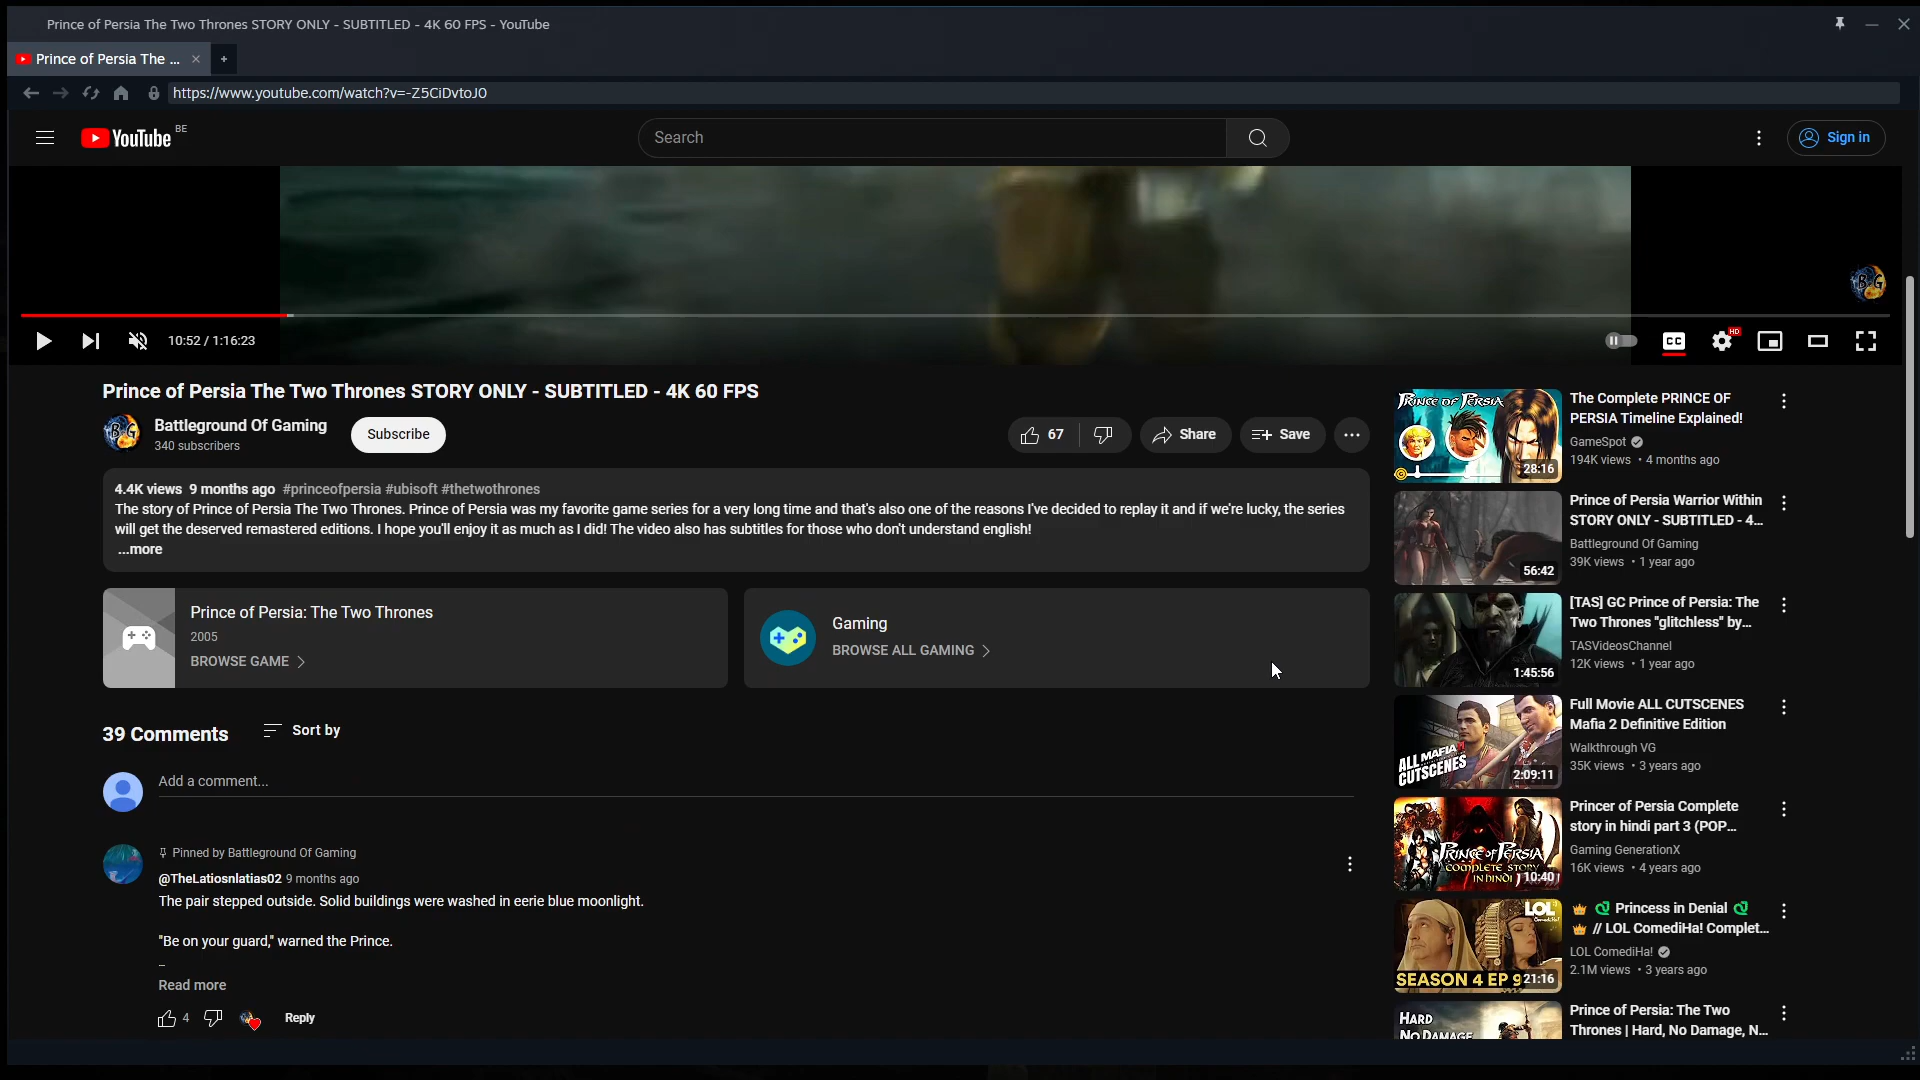 Prince of Persia The Two Thrones STORY ONLY - SUBTITLED - 4K 60 FPS - YouTube
Prince of Persia The ...
https://www.youtube.com/watch?v=-Z5CiDvtoJ0
YouTube BE
Search
Sign in
BG
10:52 / 1:16:23
CC
HD
Prince of Persia The Two Thrones STORY ONLY - SUBTITLED - 4K 60 FPS
Battleground Of Gaming
340 subscribers
Subscribe
67
Share
Save
4.4K views 9 months ago #princeofpersia #ubisoft #thetwothrones
The story of Prince of Persia The Two Thrones. Prince of Persia was my favorite game series for a very long time and that's also one of the reasons I've decided to replay it and if we're lucky, the series
will get the deserved remastered editions. I hope you'll enjoy it as much as I did! The video also has subtitles for those who don't understand english!
...more
Prince of Persia: The Two Thrones
2005
BROWSE GAME
Gaming
BROWSE ALL GAMING
39 Comments
Sort by
Add a comment...
Pinned by Battleground Of Gaming
@TheLatiosnlatias02 9 months ago
The pair stepped outside. Solid buildings were washed in eerie blue moonlight.
"Be on your guard," warned the Prince.
_
Read more
4
Reply
PRINCE OF PERSIA
28:16
The Complete PRINCE OF
PERSIA Timeline Explained!
GameSpot
194K views • 4 months ago
56:42
Prince of Persia Warrior Within
STORY ONLY - SUBTITLED - 4...
Battleground Of Gaming
39K views • 1 year ago
1:45:56
[TAS] GC Prince of Persia: The
Two Thrones "glitchless" by...
TASVideosChannel
12K views • 1 year ago
ALL MAFIA II
CUTSCENES
2:09:11
Full Movie ALL CUTSCENES
Mafia 2 Definitive Edition
Walkthrough VG
35K views • 3 years ago
PRINCE OF PERSIA
COMPLETE STORY
IN HINDI
10:40
Princer of Persia Complete
story in hindi part 3 (POP...
Gaming GenerationX
16K views • 4 years ago
LOL
ComediHa!
SEASON 4 EP 9
21:16
Princess in Denial
// LOL ComediHa! Complet...
LOL ComediHa!
2.1M views • 3 years ago
HARD
NO DAMAGE
Prince of Persia: The Two
Thrones | Hard, No Damage, N...